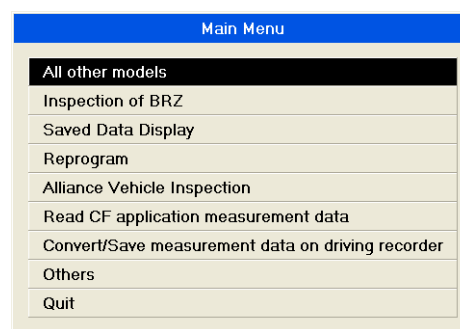 Main Menu
All other models
Inspection of BRZ
Saved Data Display
Reprogram
Alliance Vehicle Inspection
Read CF application measurement data
Convert/Save measurement data on driving recorder
Others
Quit